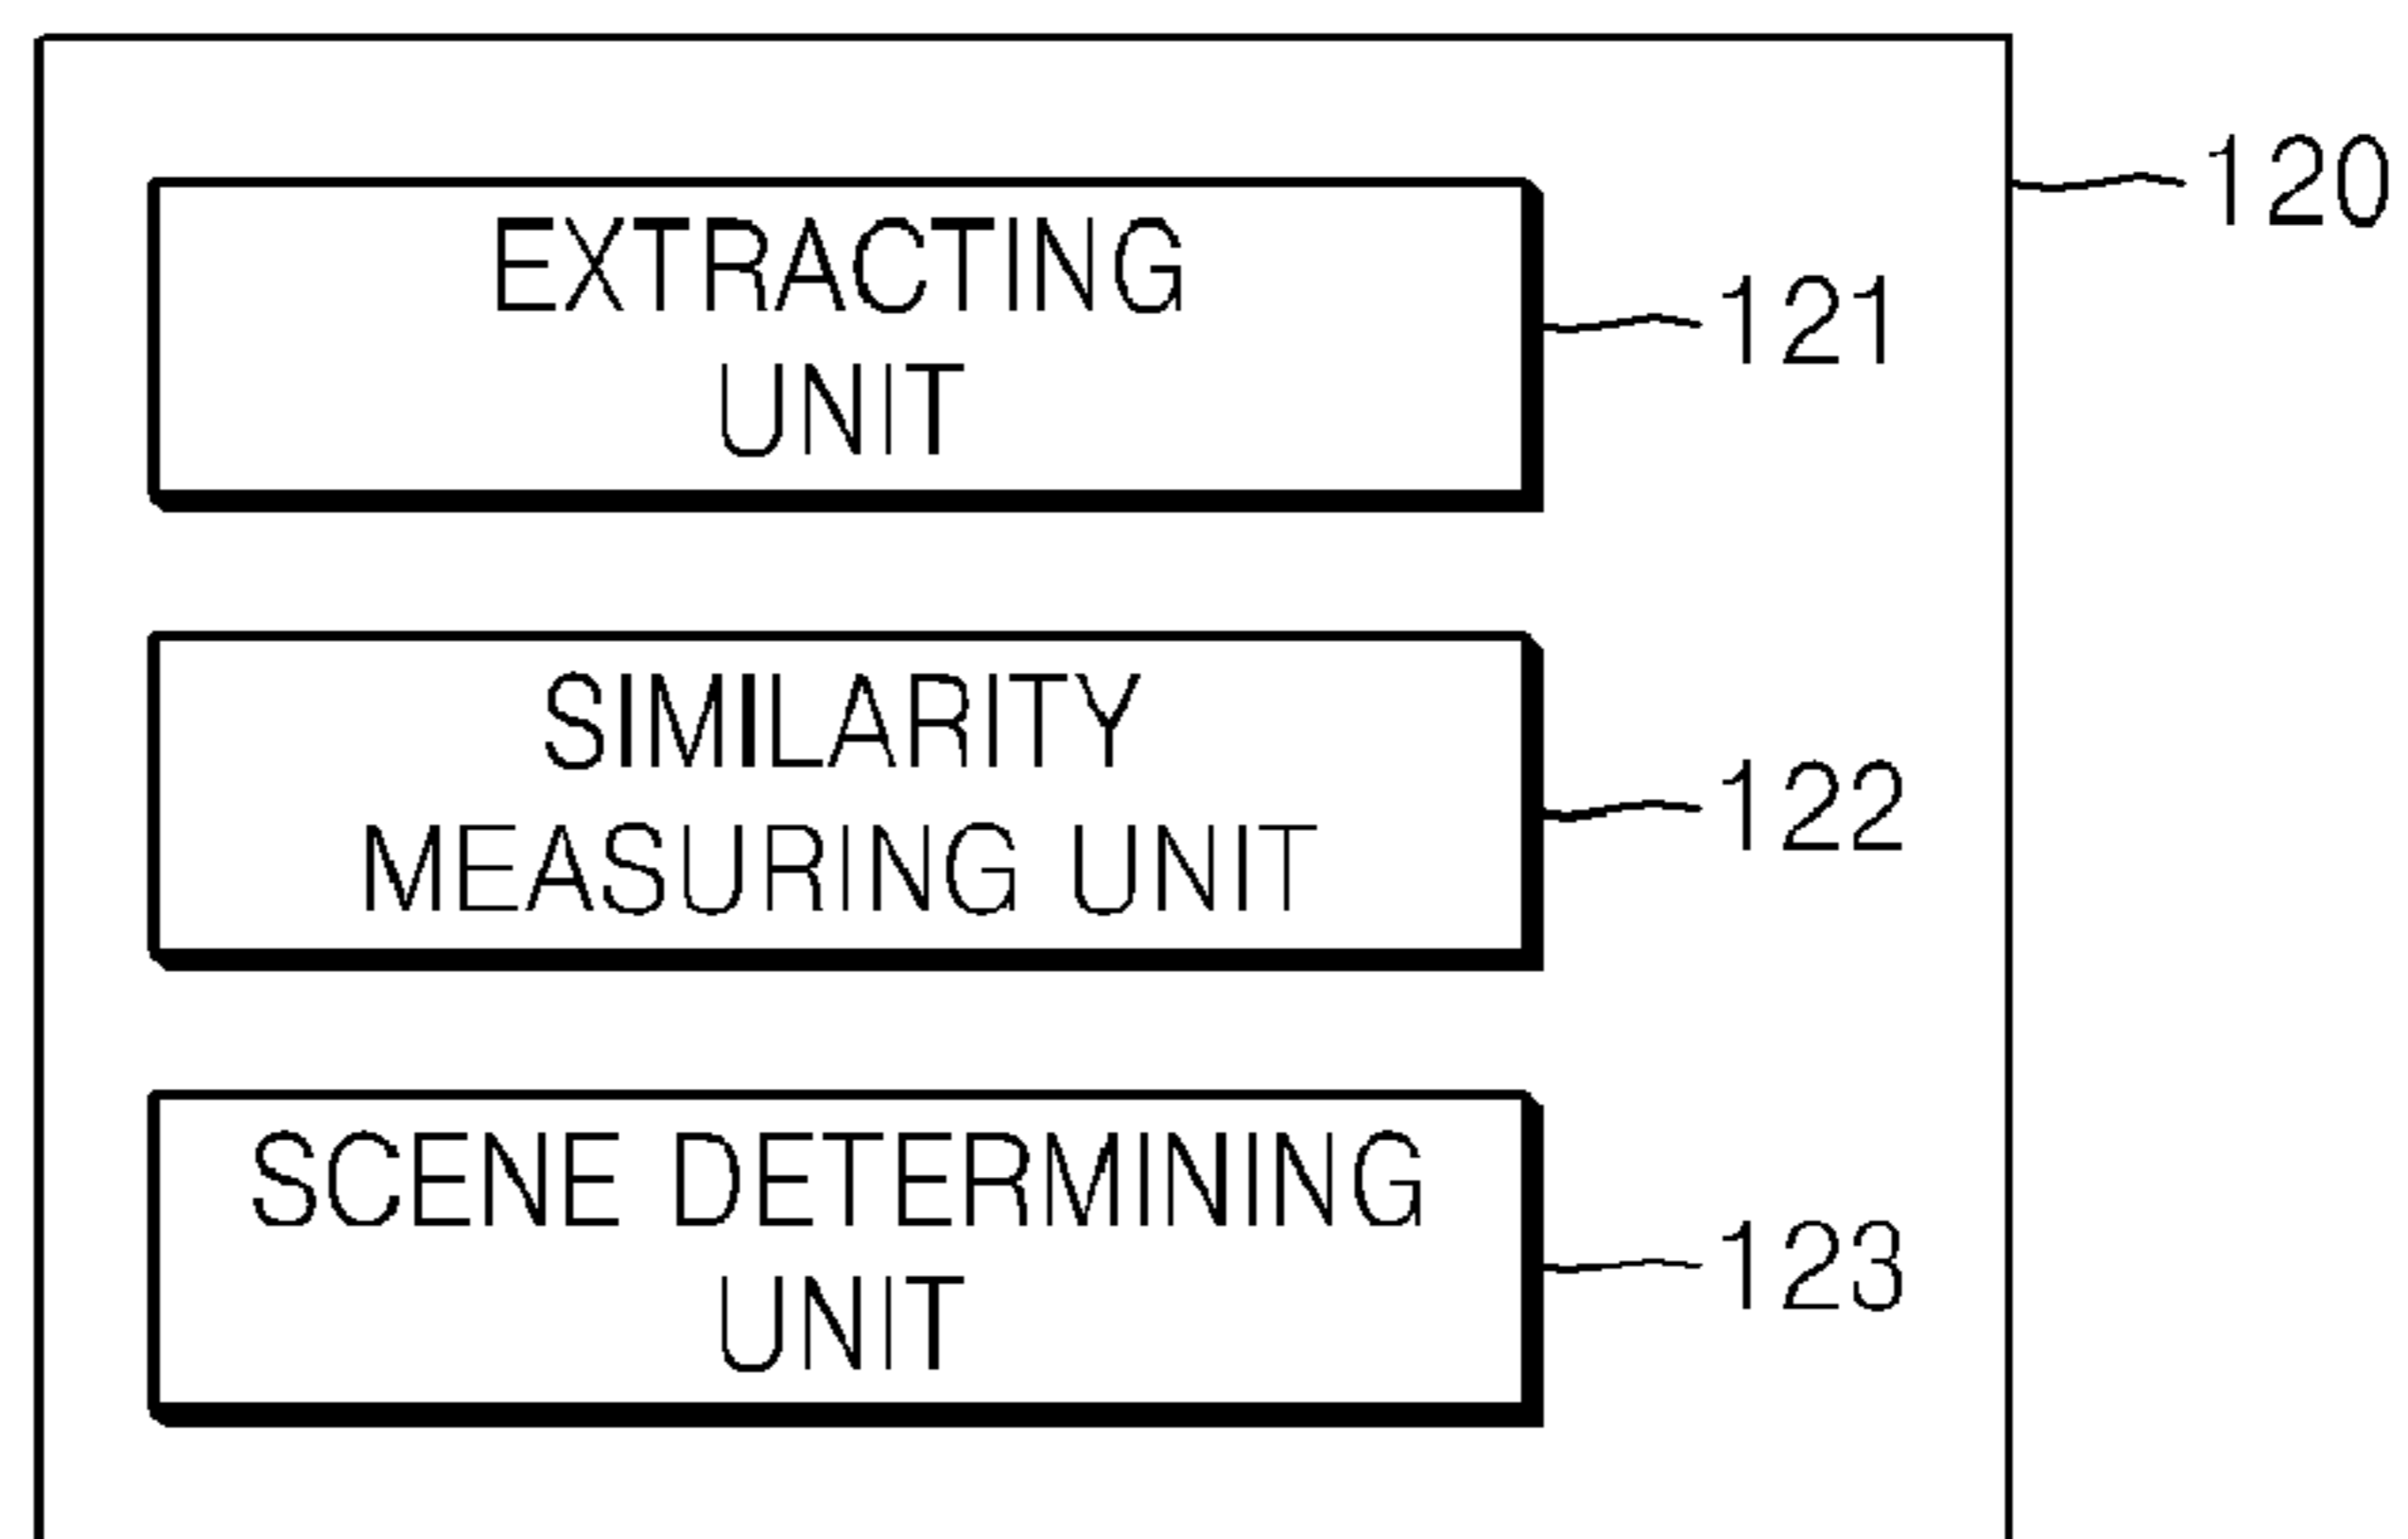 120
EXTRACTING
UNIT
121
SIMILARITY
MEASURING UNIT
122
SCENE DETERMINING
UNIT
123